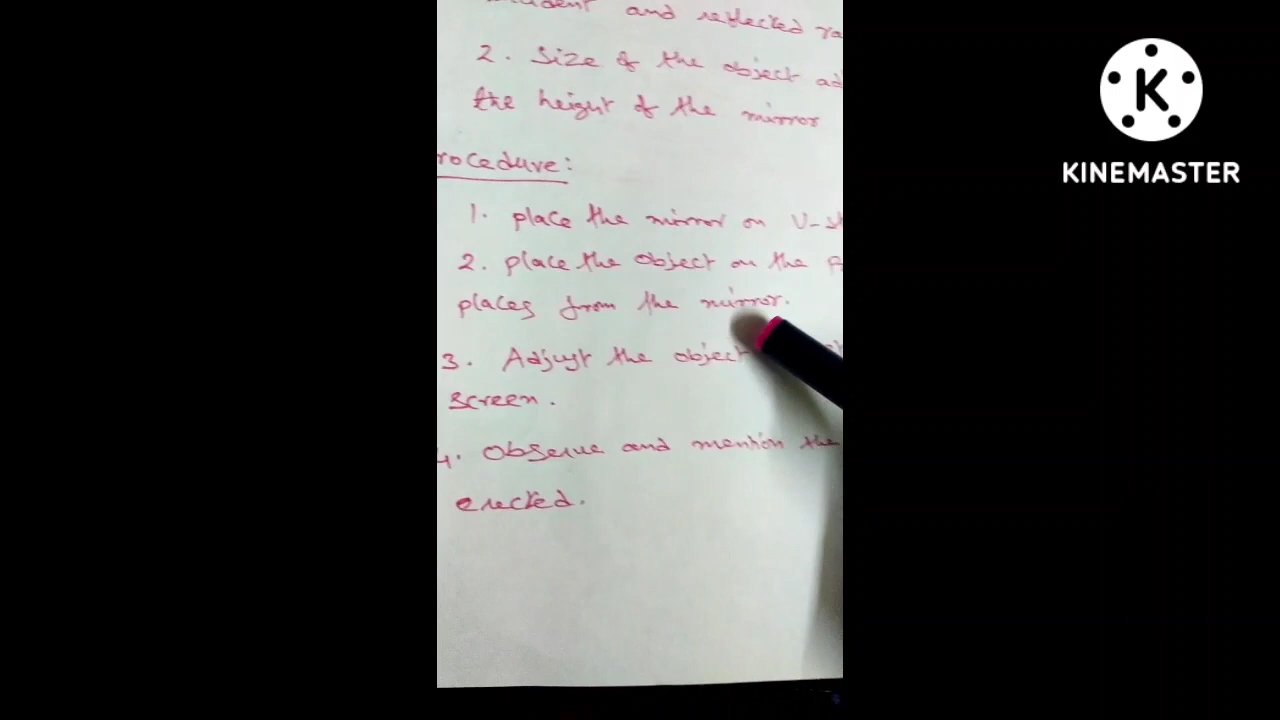 and reflected
2. Size of the object
the height of the mirror
rocedure:
1. place the mirror on V-st
2. place the object on the
places from the mirror.
3. Adjust the object
screen.
4. Observe and mention the
erected.
K
KINEMASTER